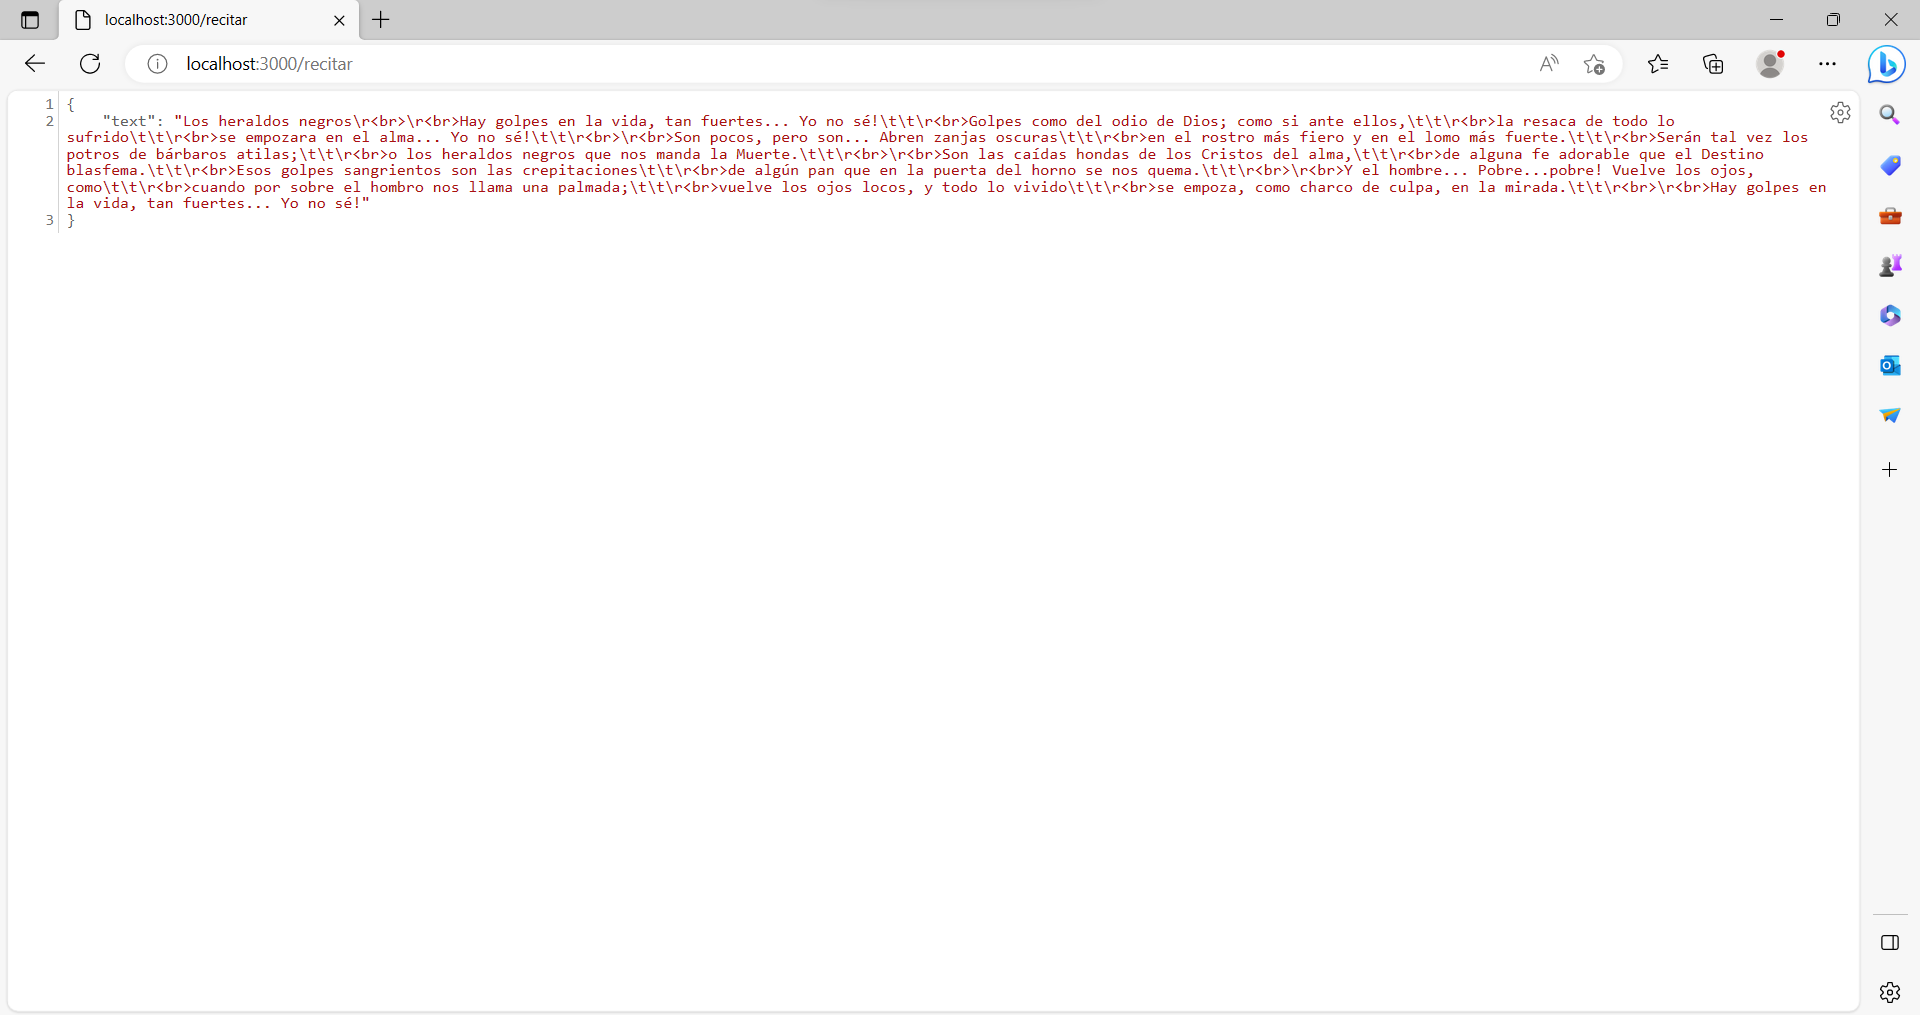 localhost:3000/recitar
localhost:3000/recitar
1 {
2 "text": "Los heraldos negros\r<br>\r<br>Hay golpes en la vida, tan fuertes... Yo no sé!\t\t\r<br>Golpes como del odio de Dios; como si ante ellos,\t\t\r<br>la resaca de todo lo
sufrido\t\t\r<br>se empozara en el alma... Yo no sé!\t\t\r<br>\r<br>Son pocos, pero son... Abren zanjas oscuras\t\t\r<br>en el rostro más fiero y en el lomo más fuerte.\t\t\r<br>Serán tal vez los
potros de bárbaros atilas;\t\t\r<br>o los heraldos negros que nos manda la Muerte.\t\t\r<br>\r<br>Son las caídas hondas de los Cristos del alma,\t\t\r<br>de alguna fe adorable que el Destino
blasfema.\t\t\r<br>Esos golpes sangrientos son las crepitaciones\t\t\r<br>de algún pan que en la puerta del horno se nos quema.\t\t\r<br>\r<br>Y el hombre... Pobre...pobre! Vuelve los ojos,
como\t\t\r<br>cuando por sobre el hombro nos llama una palmada;\t\t\r<br>vuelve los ojos locos, y todo lo vivido\t\t\r<br>se empoza, como charco de culpa, en la mirada.\t\t\r<br>\r<br>Hay golpes en
la vida, tan fuertes... Yo no sé!"
3 }